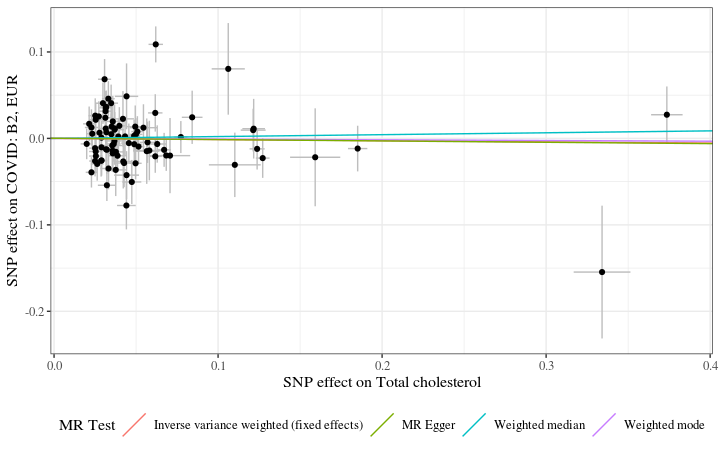 0.1
0.0
-0.1
-0.2
SNP effect on COVID: B2, EUR
0.0 0.1 0.2 0.3 0.4
SNP effect on Total cholesterol
MR Test Inverse variance weighted (fixed effects) MR Egger Weighted median Weighted mode